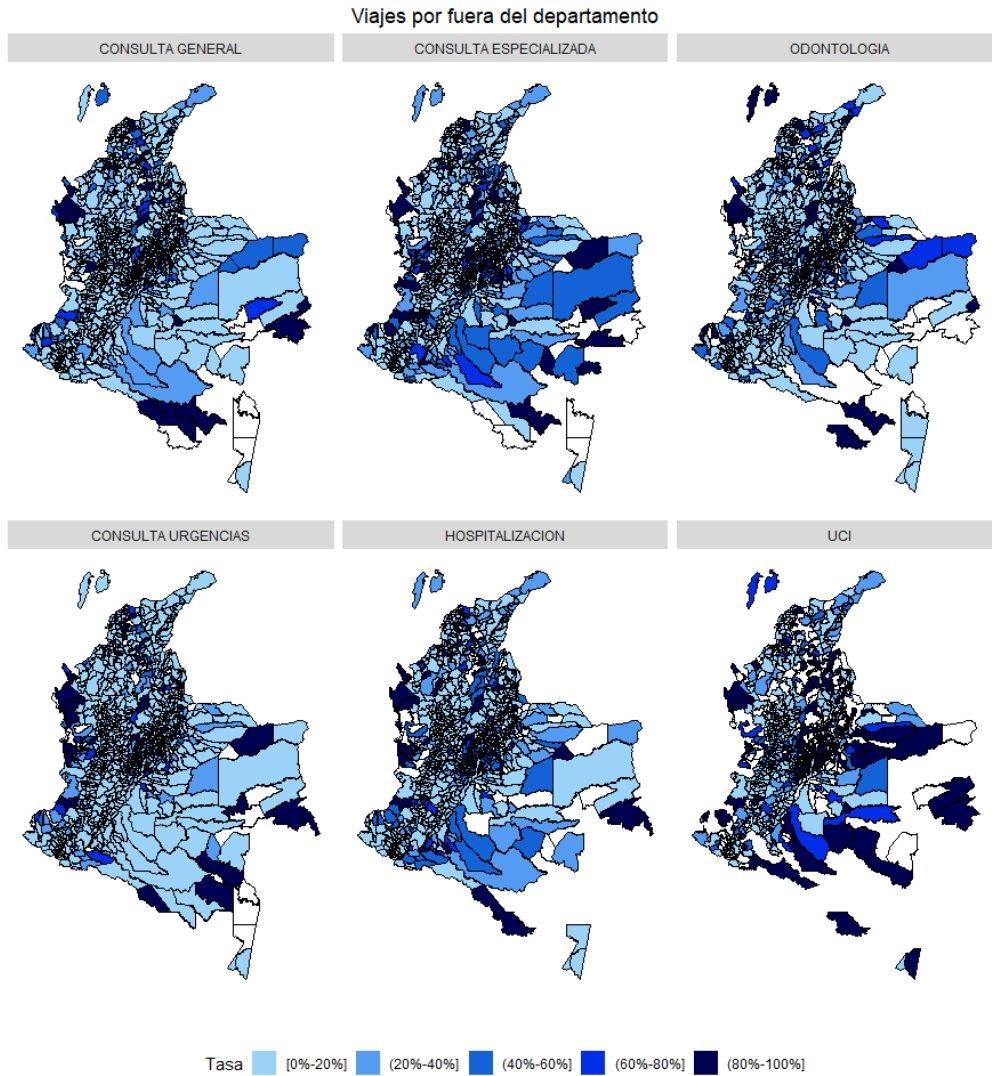 Viajes por fuera del departamento
CONSULTA GENERAL
CONSULTA ESPECIALIZADA
ODONTOLOGIA
CONSULTA URGENCIAS
HOSPITALIZACION
UCI
Tasa [0%-20%] (20%-40%] (40%-60%] (60%-80%] (80%-100%]